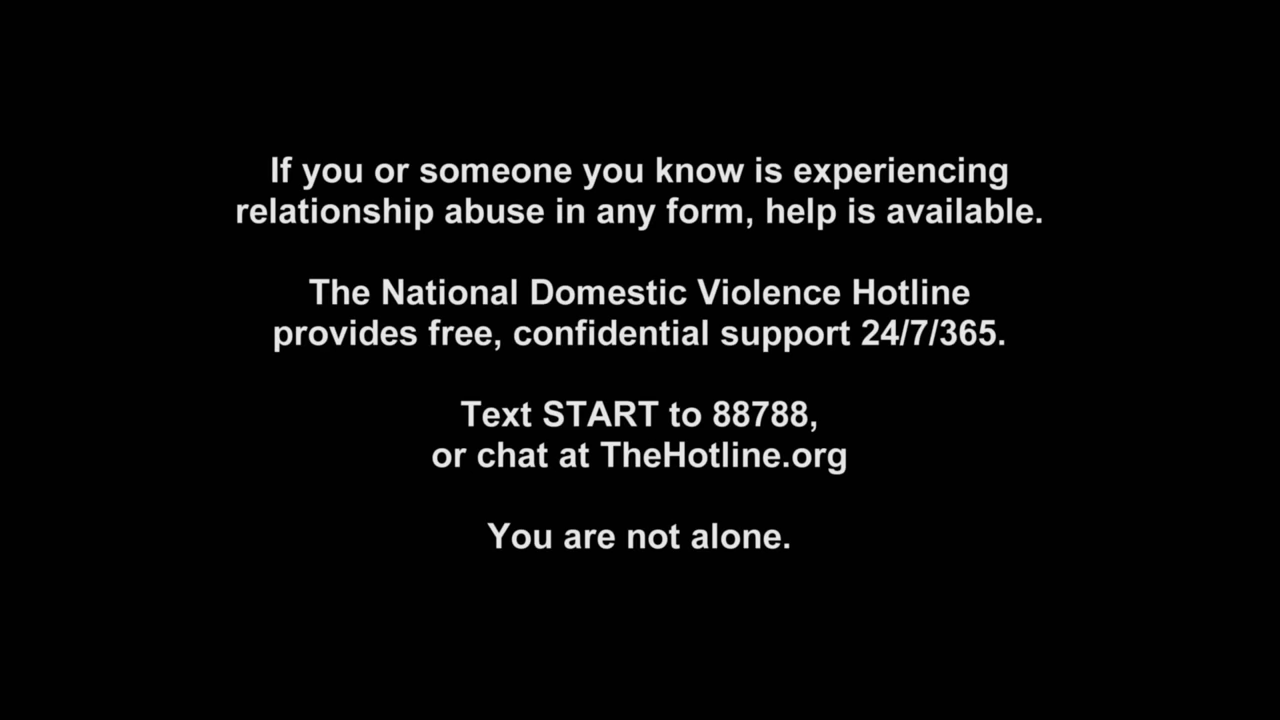 If you or someone you know is experiencing
relationship abuse in any form, help is available.
The National Domestic Violence Hotline
provides free, confidential support 24/7/365.
Text START to 88788,
or chat at TheHotline.org
You are not alone.